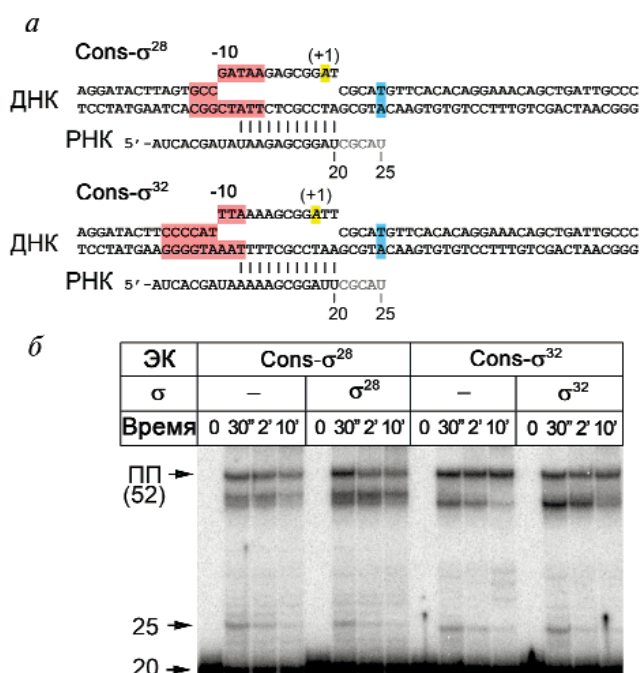 а
Cons-σ28 -10 (+1)
GATAAGAGCGGAT
ДНК AGGATACTTAGTGCC CGCATGTTCACACAGGAAACAGCTGATTGCCC
TCCTATGAATCACGGCTATTCTCGCCTAGCGTACAAGTGTGTCCTTTGTCGACTAACGGG
РНК 5'-AUCACGAUAUAAGAGCGGAUCGCAU
20 25
Cons-σ32 -10 (+1)
TTAAAAGCGGATT
ДНК AGGATACTTCCCCAT CGCATGTTCACACAGGAAACAGCTGATTGCCC
TCCTATGAAGGGGTAAATTTTCGCCTAAGCGTACAAGTGTGTCCTTTGTCGACTAACGGG
РНК 5'-AUCACGAUAAAAAGCGGAUUCGCAU
20 25
б
ЭК Cons-σ28 Cons-σ32
σ – σ28 – σ32
Время 0 30" 2' 10' 0 30" 2' 10' 0 30" 2' 10' 0 30" 2' 10'
ПП
(52)
25
20